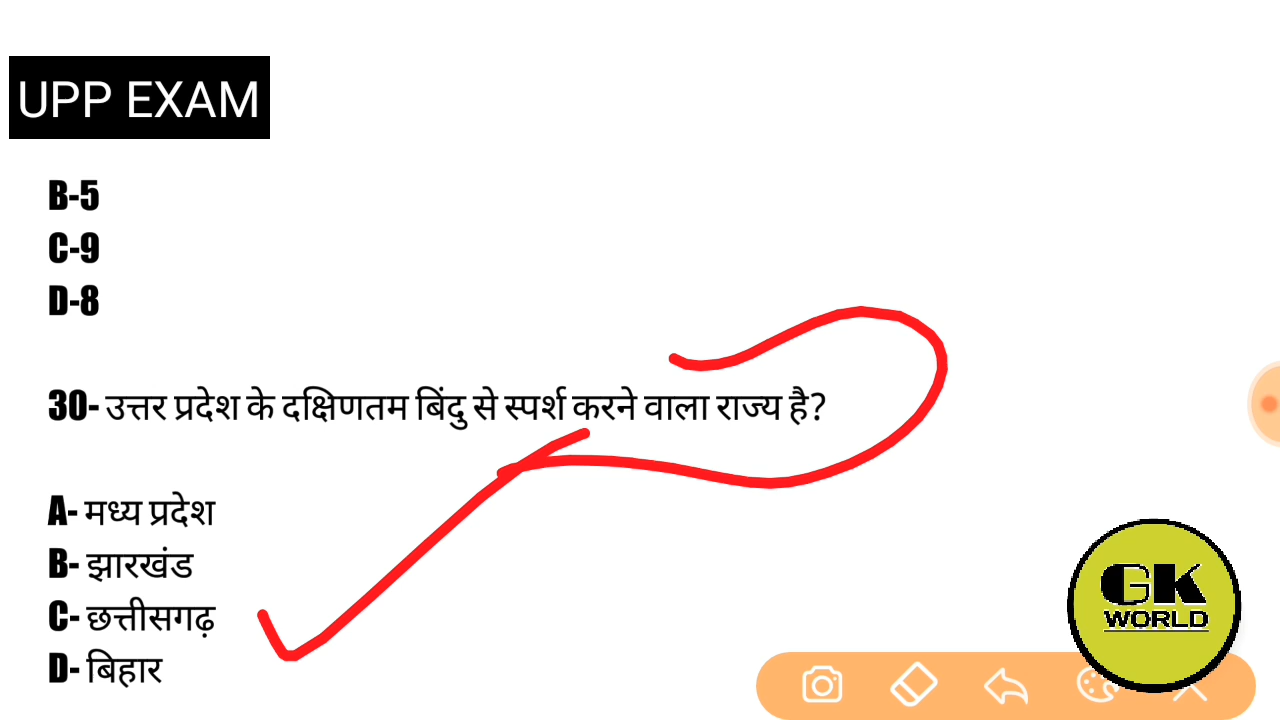 UPP EXAM
B-5
C-9
D-8
30- उत्तर प्रदेश के दक्षिणतम बिंदु से स्पर्श करने वाला राज्य है?
A- मध्य प्रदेश
B- झारखंड
C- छत्तीसगढ़
D- बिहार
GK
WORLD